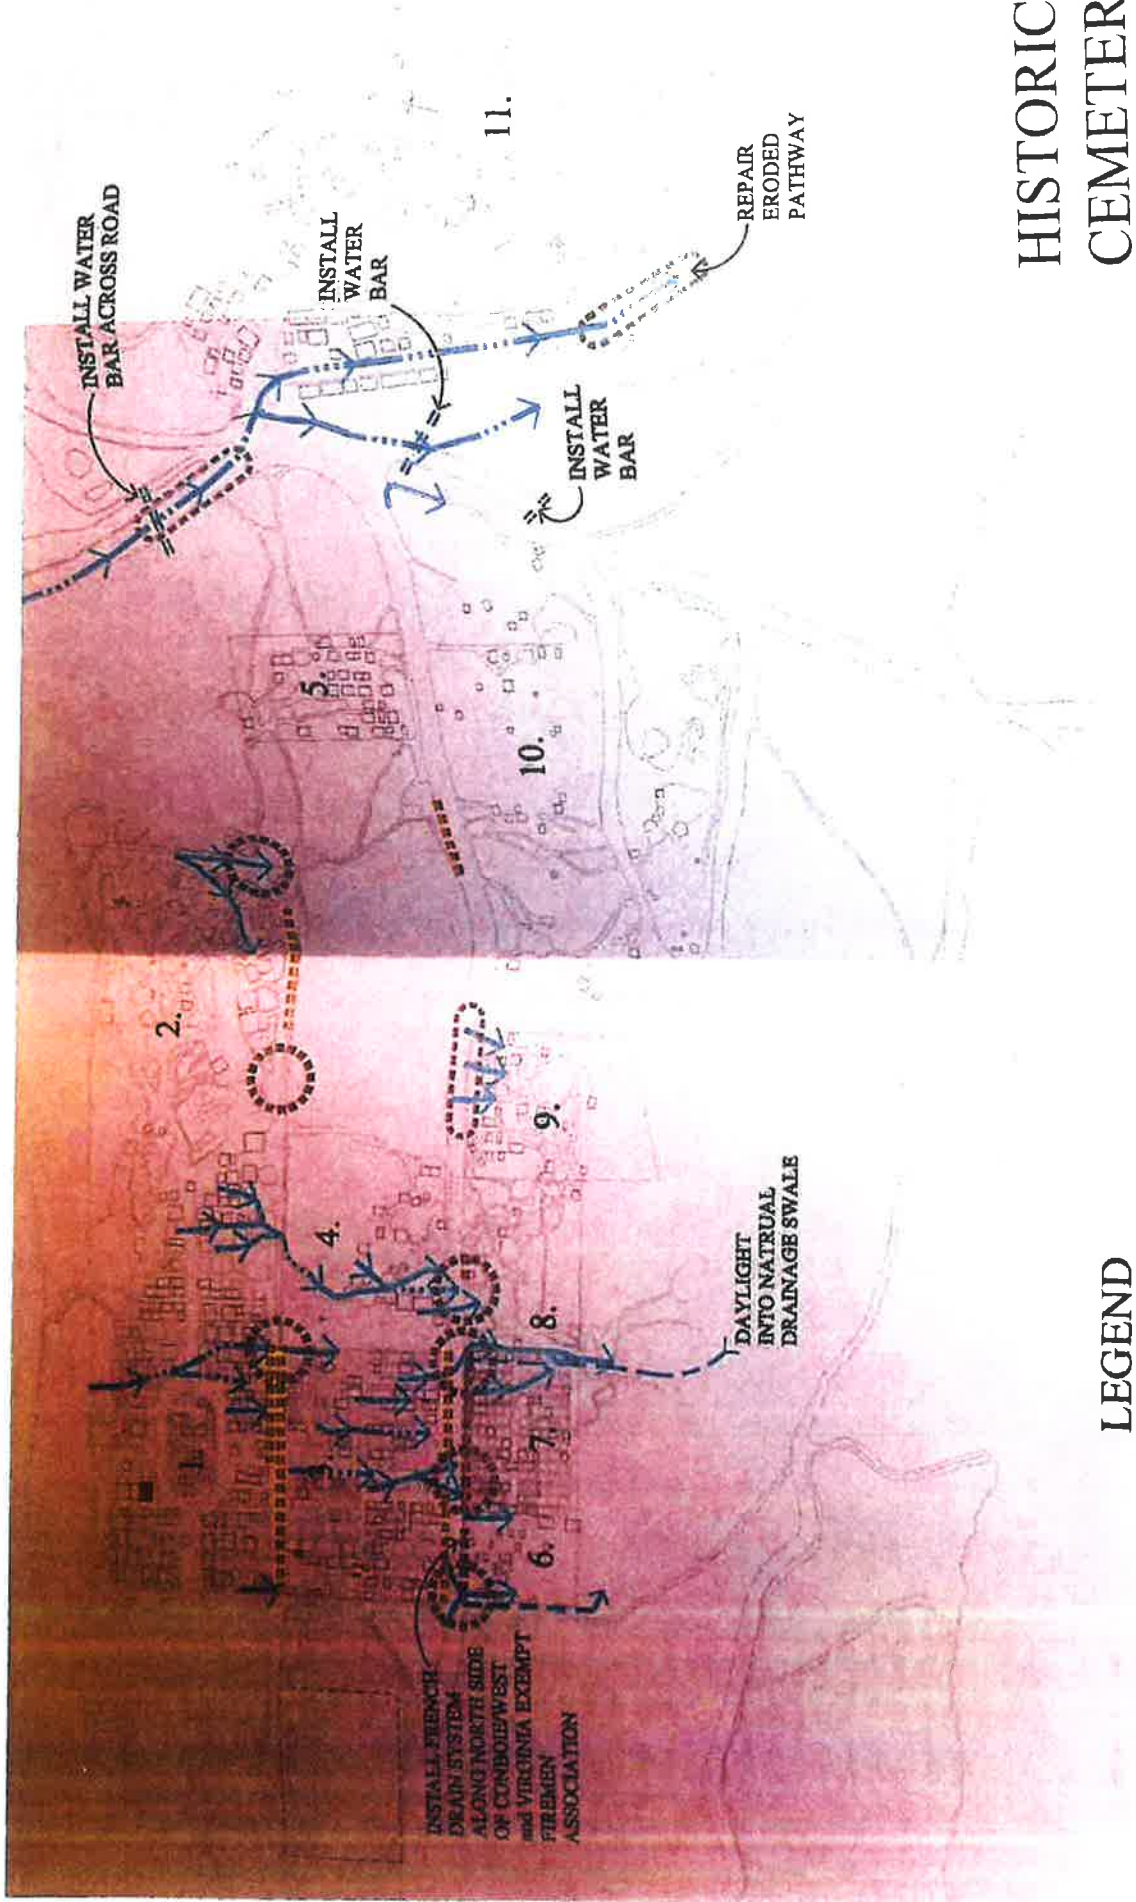 INSTALL WATER
BAR ACROSS ROAD
INSTALL
WATER
BAR
11.
REPAIR
ERODED
PATHWAY
INSTALL
WATER
BAR
5.
10.
2.
9.
4.
8.
DAYLIGHT
INTO NATRUAL
DRAINAGE SWALE
1.
7.
6.
INSTALL FRENCH
DRAIN SYSTEM
ALONG NORTH SIDE
OF CONBOIE/WEST
and VIRGINIA EXEMPT
FIREMEN
ASSOCIATION
HISTORIC
CEMETER
LEGEND